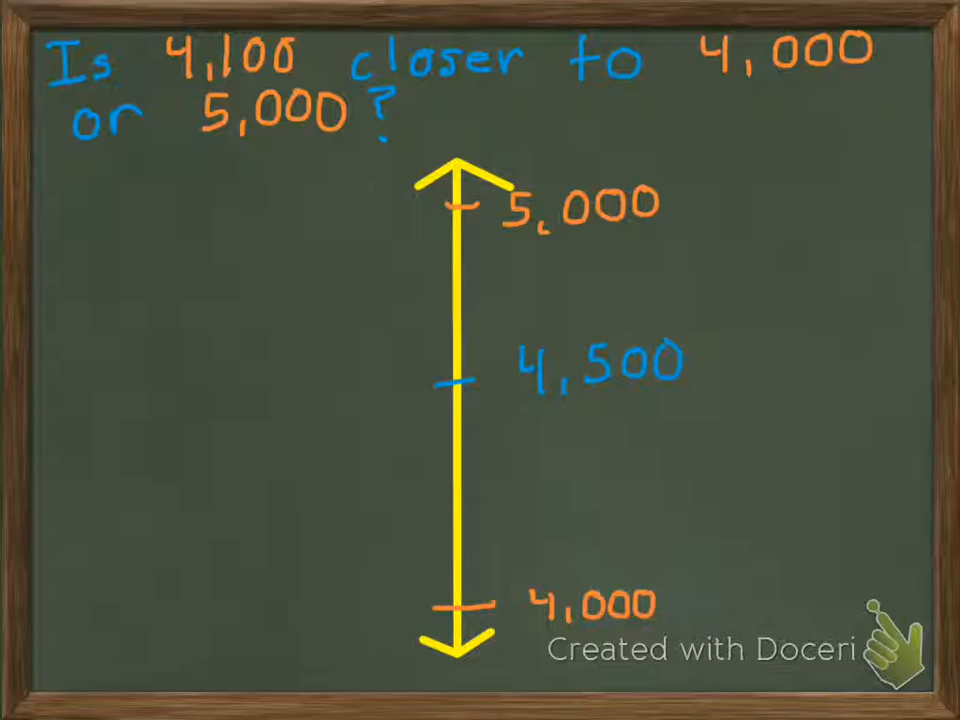 Is 4,100 closer to 4,000
or 5,000?
5,000
4,500
4,000
Created with Doceri